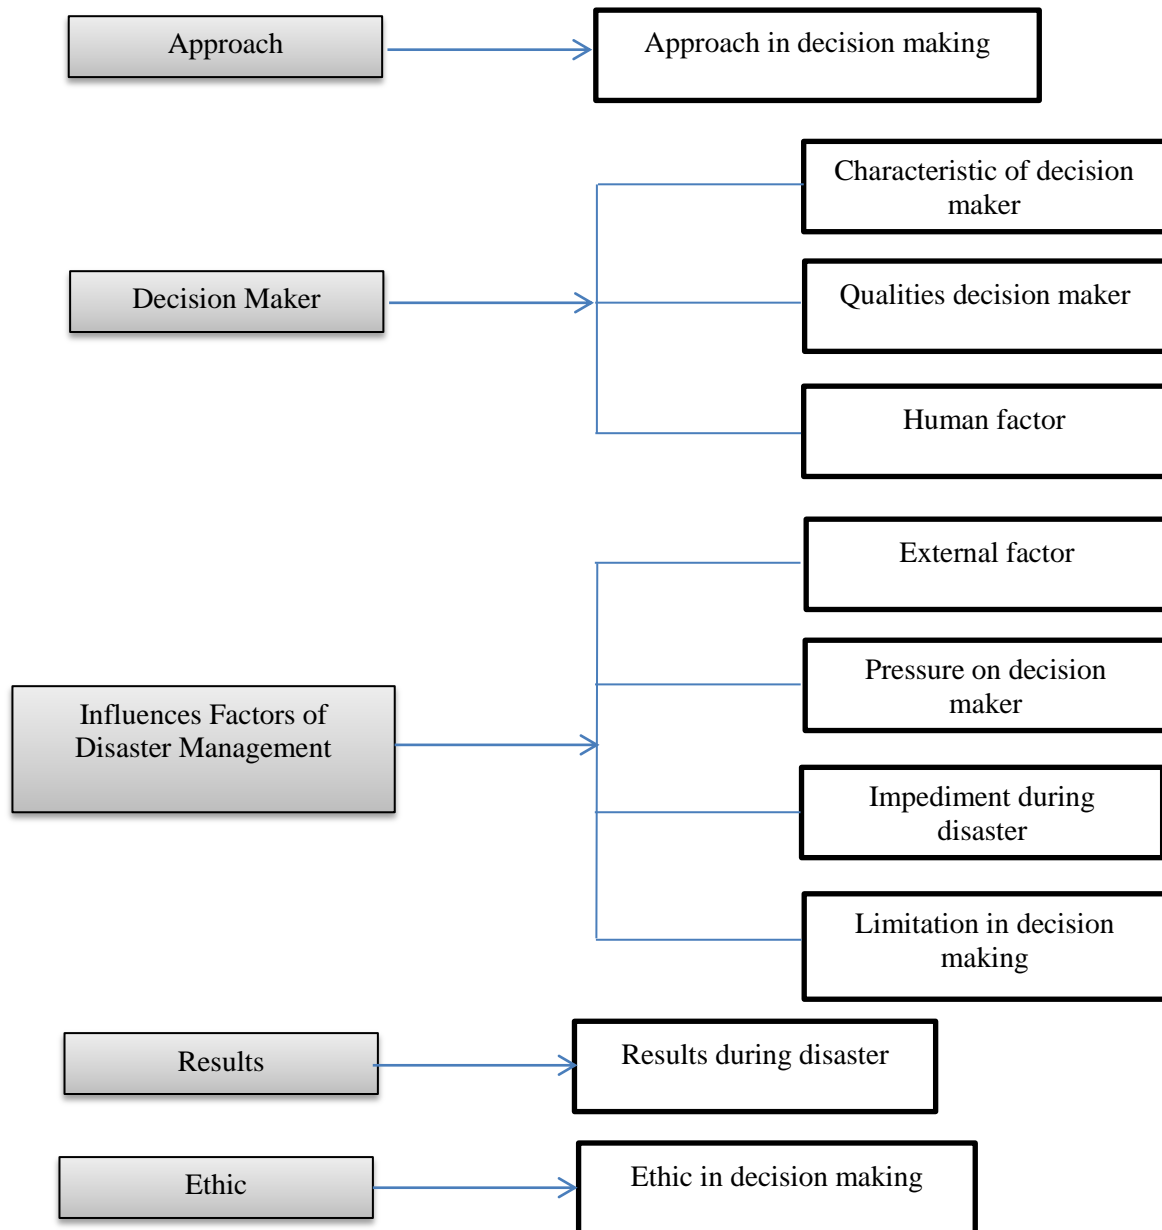 Approach
Approach in decision making
Characteristic of decision
maker
Decision Maker
Qualities decision maker
Human factor
External factor
Pressure on decision
maker
Influences Factors of
Disaster Management
Impediment during
disaster
Limitation in decision
making
Results
Results during disaster
Ethic
Ethic in decision making